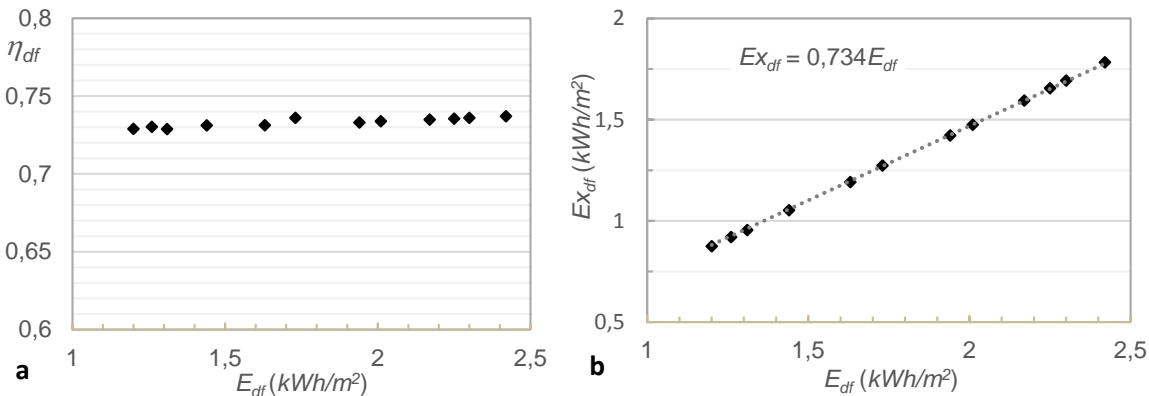 0,8
η_df
0,75
0,7
0,65
0,6
1
1,5
2
2,5
E_df (kWh/m²)
a
2
1,5
1
0,5
Ex_df (kWh/m²)
Ex_df = 0,734E_df
1
1,5
2
2,5
E_df (kWh/m²)
b